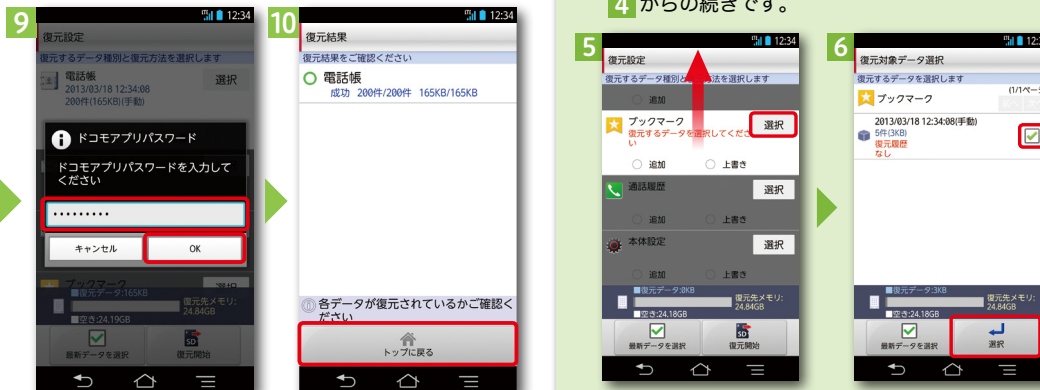 9
12:34
復元設定
復元するデータ種別と復元方法を選択します
電話帳
2013/03/18 12:34:08
200件(165KB)(手動)
選択
ドコモアプリパスワード
ドコモアプリパスワードを入力して
ください
•••••••••
キャンセル
OK
ブックマーク
選択
■復元データ:165KB
復元先メモリ:
24.84GB
■空き:24.19GB
最新データを選択
復元開始
10
12:34
復元結果
復元結果をご確認ください
電話帳
成功 200件/200件 165KB/165KB
各データが復元されているかご確認く
ださい
トップに戻る
4 からの続きです。
5
12:34
復元設定
復元するデータ種別と
方法を選択します
追加
ブックマーク
復元するデータを選択してくださ
い
選択
追加
上書き
通話履歴
選択
追加
上書き
本体設定
選択
追加
上書き
■復元データ:0KB
復元先メモリ:
24.84GB
■空き:24.18GB
最新データを選択
復元開始
6
12:3
復元対象データ選択
復元するデータを選択します
(1/1ペー
ブックマーク
2013/03/18 12:34:08(手動)
5件(3KB)
復元履歴
なし
■復元データ:3KB
復元先メモリ:
24.84GB
■空き:24.18GB
最新データを選択
選択